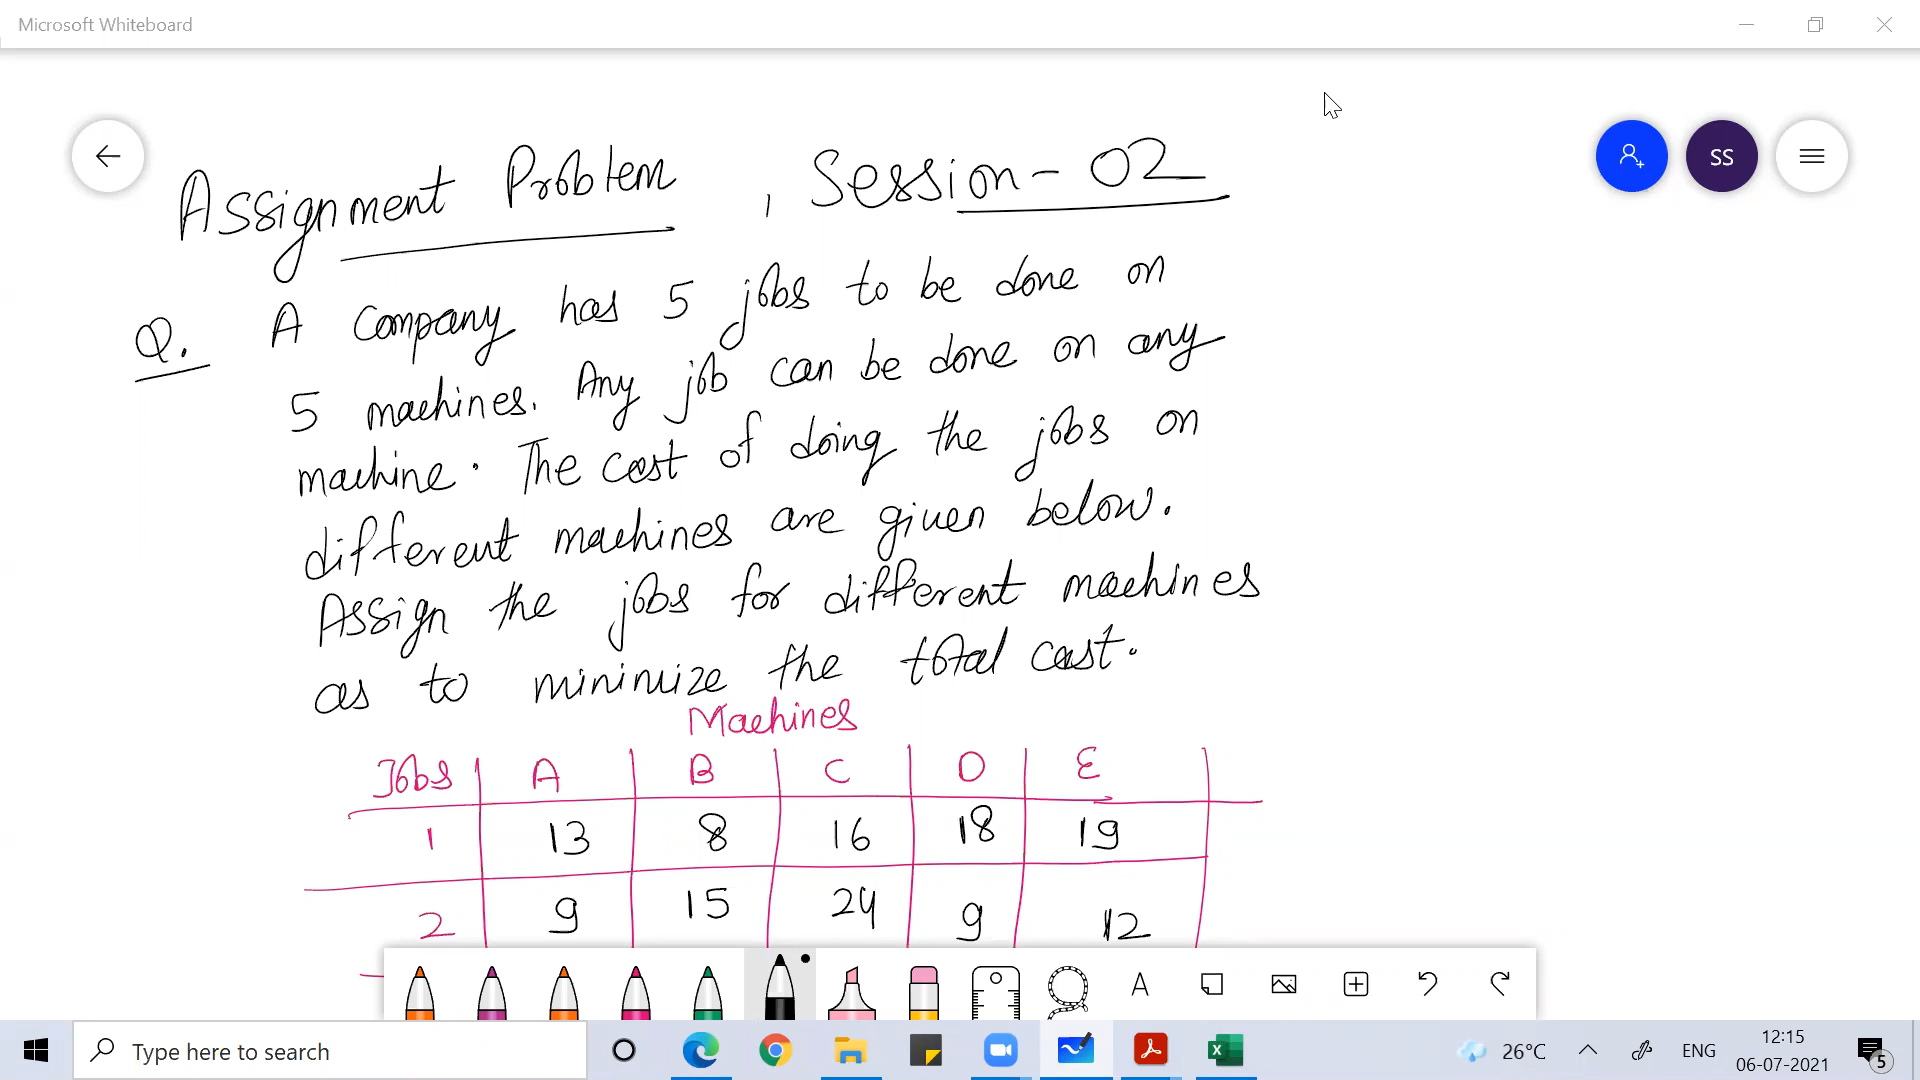 Microsoft Whiteboard
Assignment Problem, Session - 02
SS
Q. A company has 5 jobs to be done on
5 machines. Any job can be done on any
machine. The cost of doing the jobs on
different machines are given below.
Assign the jobs for different machines
as to minimize the total cost.
Machines
Jobs A B C D E
1 13 8 16 18 19
2 9 15 24 9 12
A
Type here to search
26°C ENG 12:15
06-07-2021 5